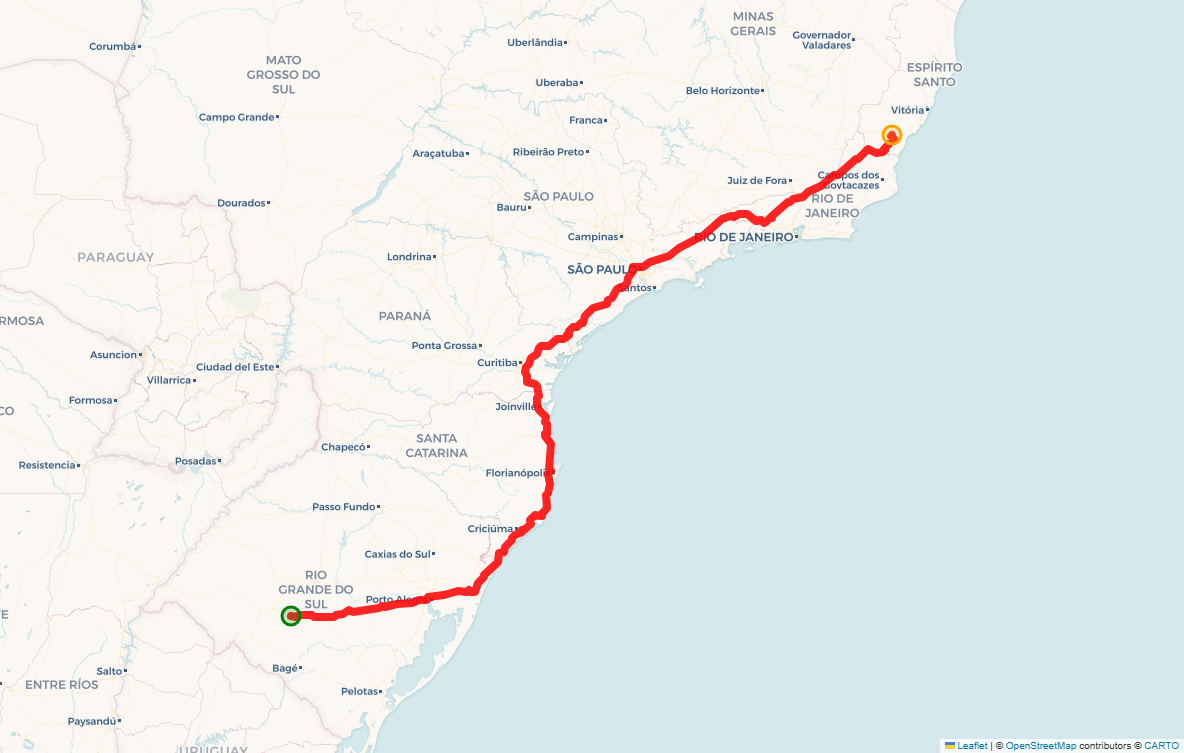 MINAS
GERAIS
Governador
Valadares
Corumbá
Uberlândia
ESPÍRITO
SANTO
MATO
GROSSO DO
SUL
Uberaba
Belo Horizonte
Vitória
Campo Grande
Franca
Araçatuba
Ribeirão Preto
Juiz de Fora
Campos dos
Goytacazes
SÃO PAULO
RIO DE
JANEIRO
Dourados
Bauru
Campinas
RIO DE JANEIRO
PARAGUAY
Londrina
SÃO PAULO
Santos
PARANÁ
RMOSA
Ponta Grossa
Asuncion
Curitiba
Ciudad del Este
Villarrica
Formosa
Joinville
CO
SANTA
CATARINA
Chapecó
Resistencia
Posadas
Florianópolis
Passo Fundo
Criciúma
Caxias do Sul
RIO
GRANDE DO
SUL
Porto Alegre
E
Bagé
Salto
ENTRE RÍOS
Pelotas
Paysandú
URUGUAY
Leaflet | © OpenStreetMap contributors © CARTO